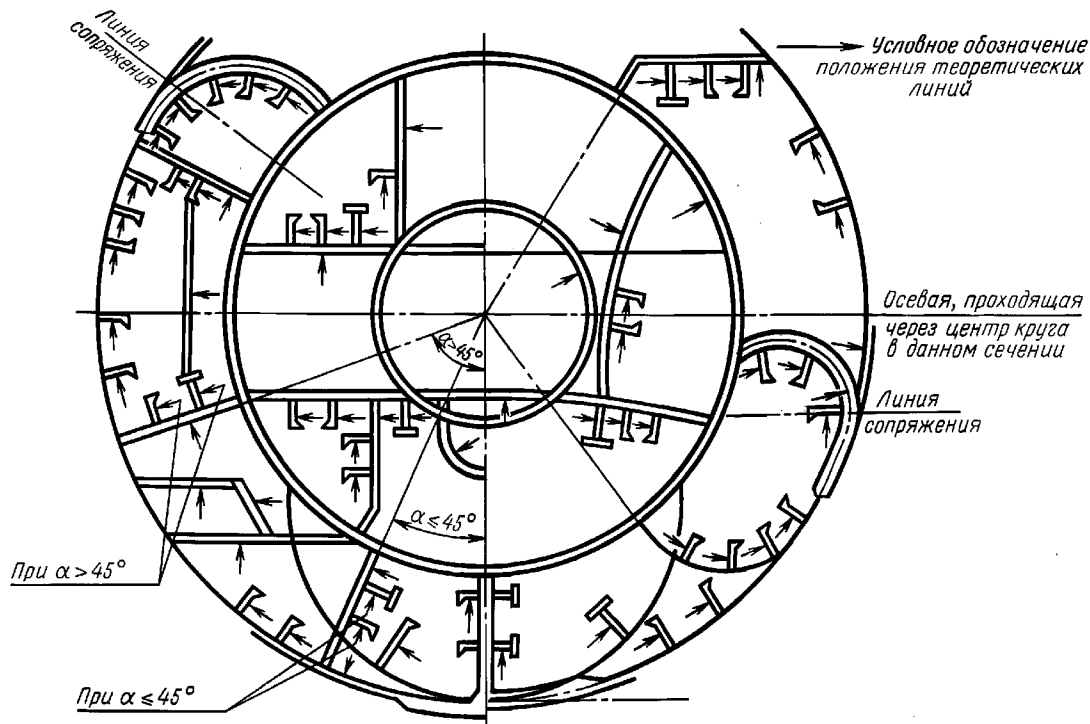 Линия
сопряжения
Условное обозначение
положения теоретических
линий
Осевая, проходящая
через центр круга
в данном сечении
α>45°
Линия
сопряжения
α≤45°
При α>45°
При α≤45°